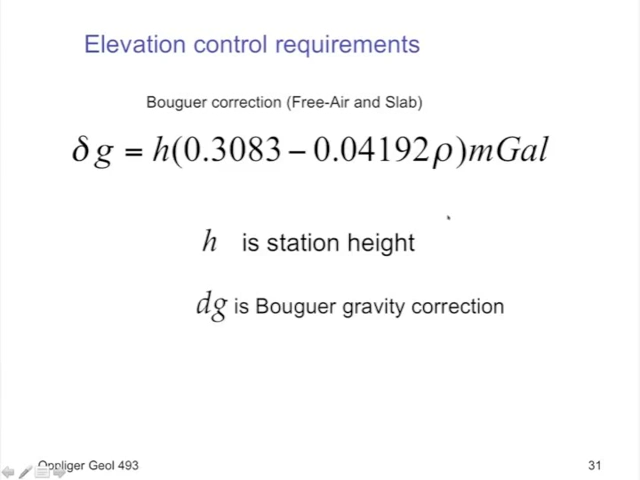 Elevation control requirements
Bouguer correction (Free-Air and Slab)
δ g = h(0.3083 − 0.04192ρ)mGal
h is station height
dg is Bouguer gravity correction
Oppliger Geol 493
31